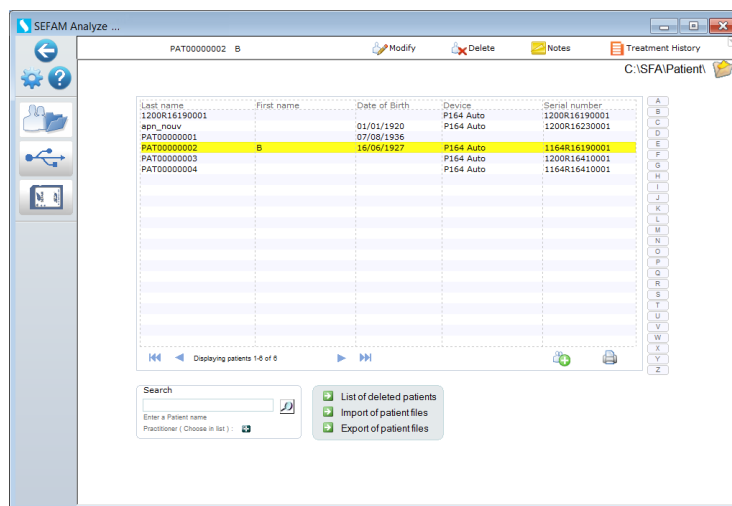 SEFAM Analyze ...
PAT00000002 B
Modify
Delete
Notes
Treatment History
C:\SFA\Patient\
Last name First name Date of Birth Device Serial number
1200R16190001 P164 Auto 1200R16190001
apn_nouv 01/01/1920 P164 Auto 1200R16230001
PAT00000001 07/08/1936
PAT00000002 B 16/06/1927 P164 Auto 1164R16190001
PAT00000003 P164 Auto 1200R16410001
PAT00000004 P164 Auto 1164R16410001
A
B
C
D
E
F
G
H
I
J
K
L
M
N
O
P
Q
R
S
T
U
V
W
X
Y
Z
Displaying patients 1-6 of 6
Search
Enter a Patient name
Practitioner ( Choose in list ) :
List of deleted patients
Import of patient files
Export of patient files